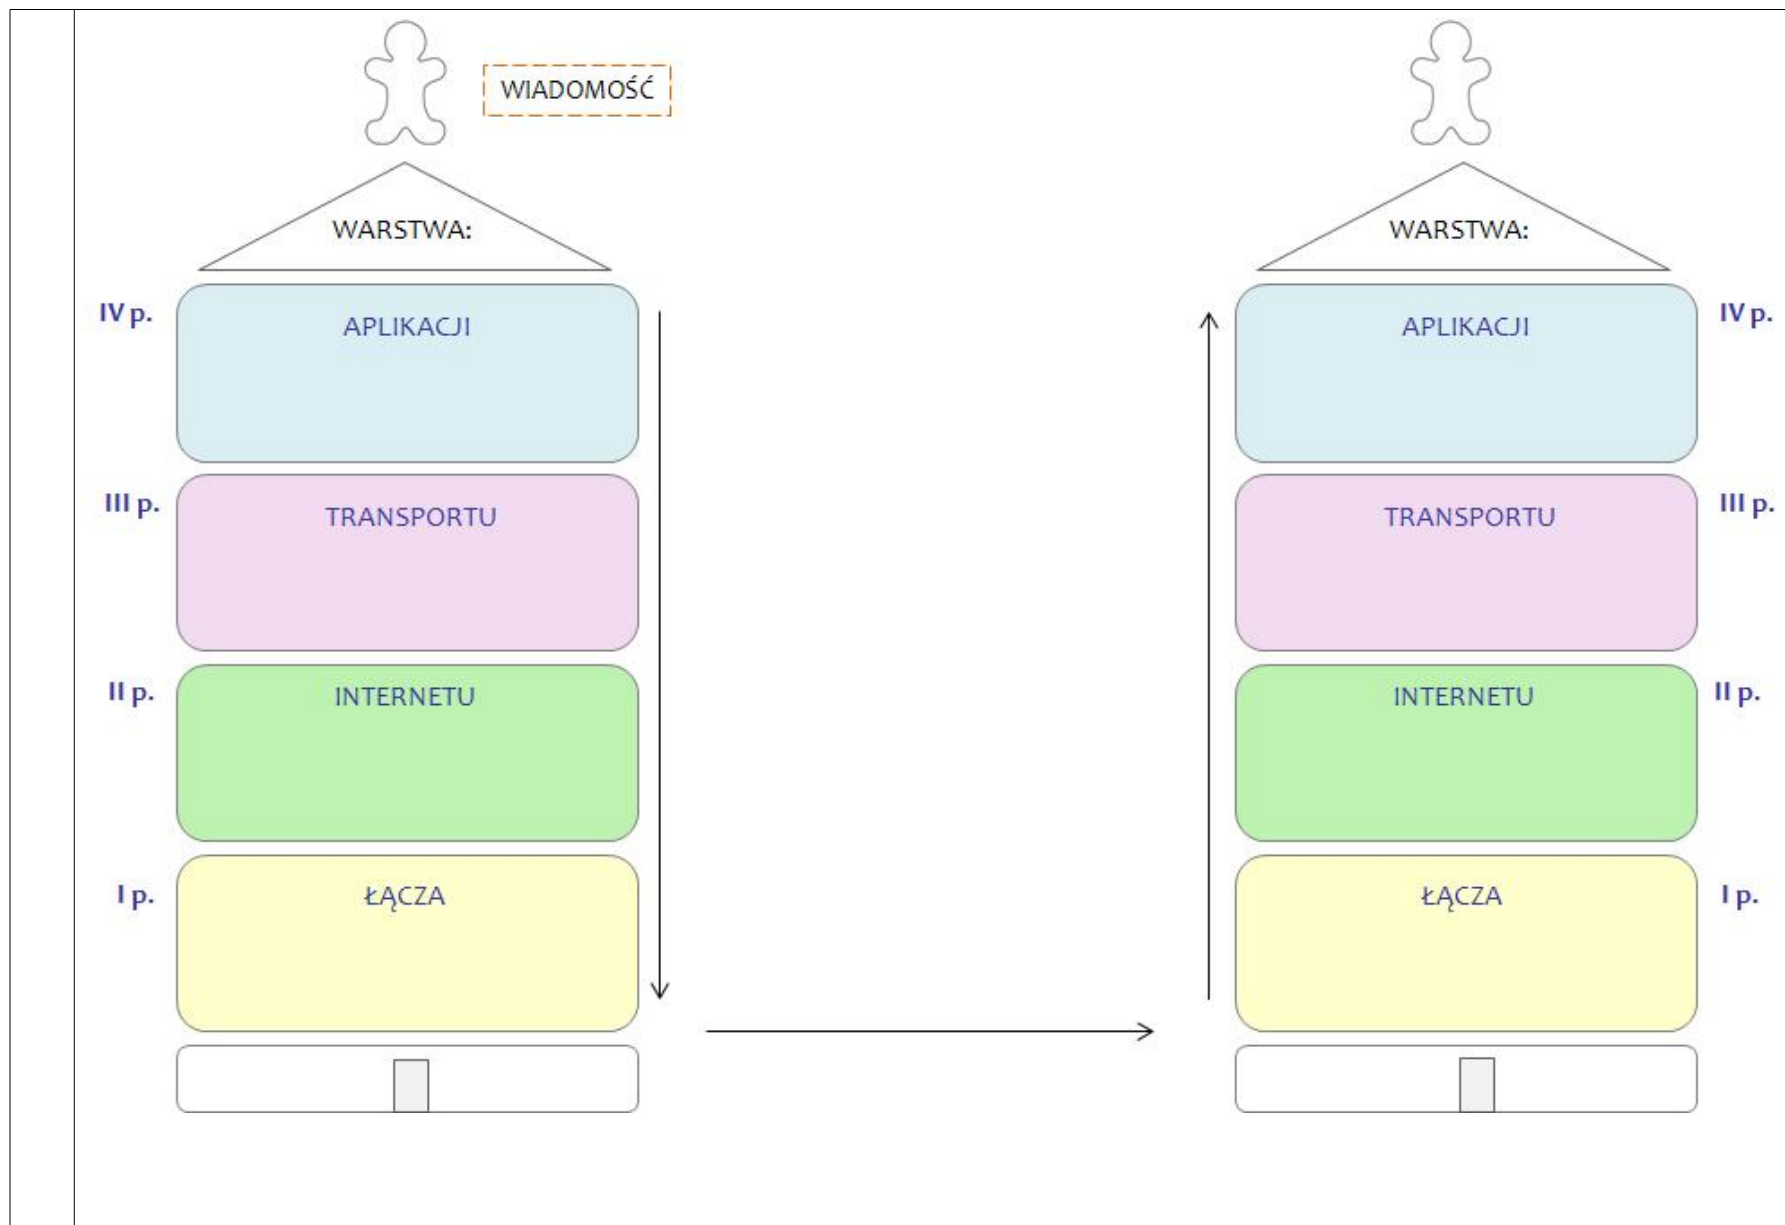 WIADOMOŚĆ
WARSTWA:
WARSTWA:
IV p.
APLIKACJI
APLIKACJI
IV p.
III p.
TRANSPORTU
TRANSPORTU
III p.
II p.
INTERNETU
INTERNETU
II p.
I p.
ŁĄCZA
ŁĄCZA
I p.